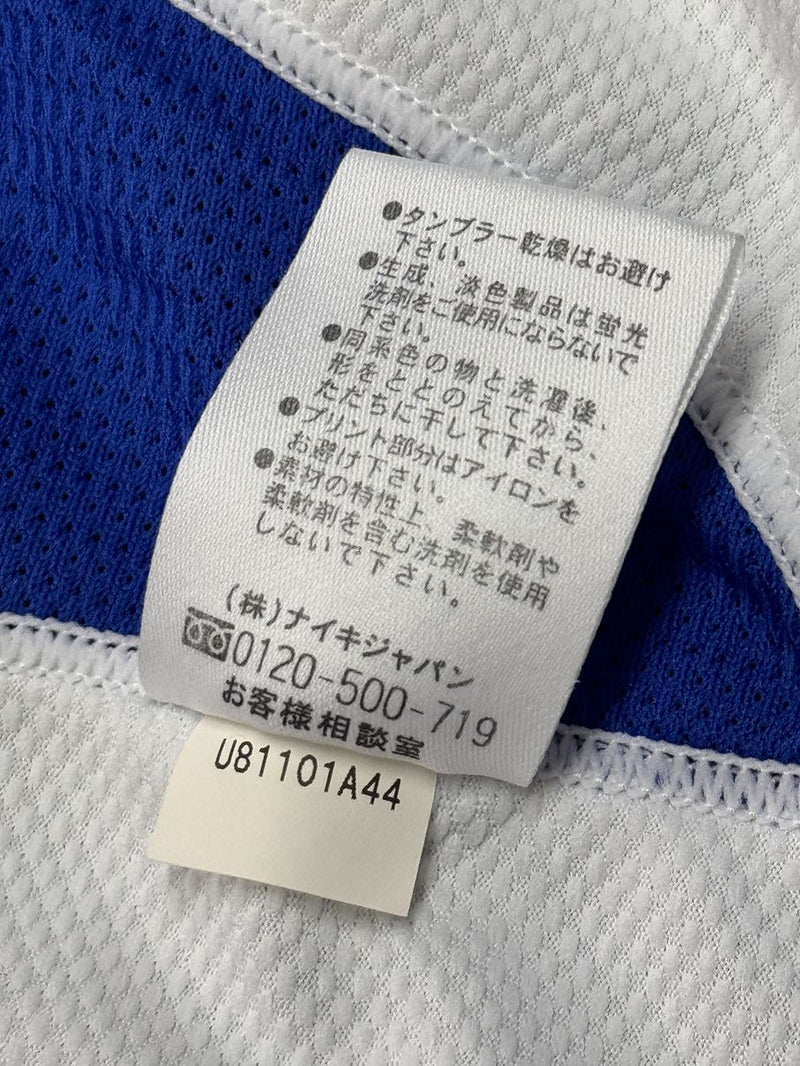 ●タンブラー乾燥はお避け
下さい。
●生成、淡色製品は蛍光
洗剤をご使用にならないで
下さい。
●同系色の物と洗濯後、
形をととのえてから、
ただちに干して下さい。
●プリント部分はアイロンを
お避け下さい。
●素材の特性上、柔軟剤や
柔軟剤を含む洗剤を使用
しないで下さい。
(株)ナイキジャパン
0120-500-719
お客様相談室
U81101A44